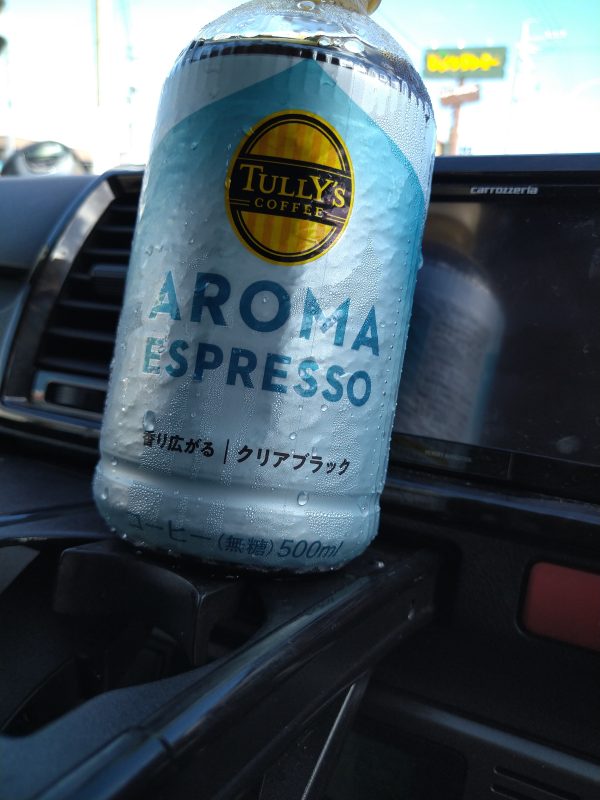 carrozzeria
TULLY'S
COFFEE
AROMA
ESPRESSO
香り広がる | クリアブラック
コーヒー(無糖)500ml